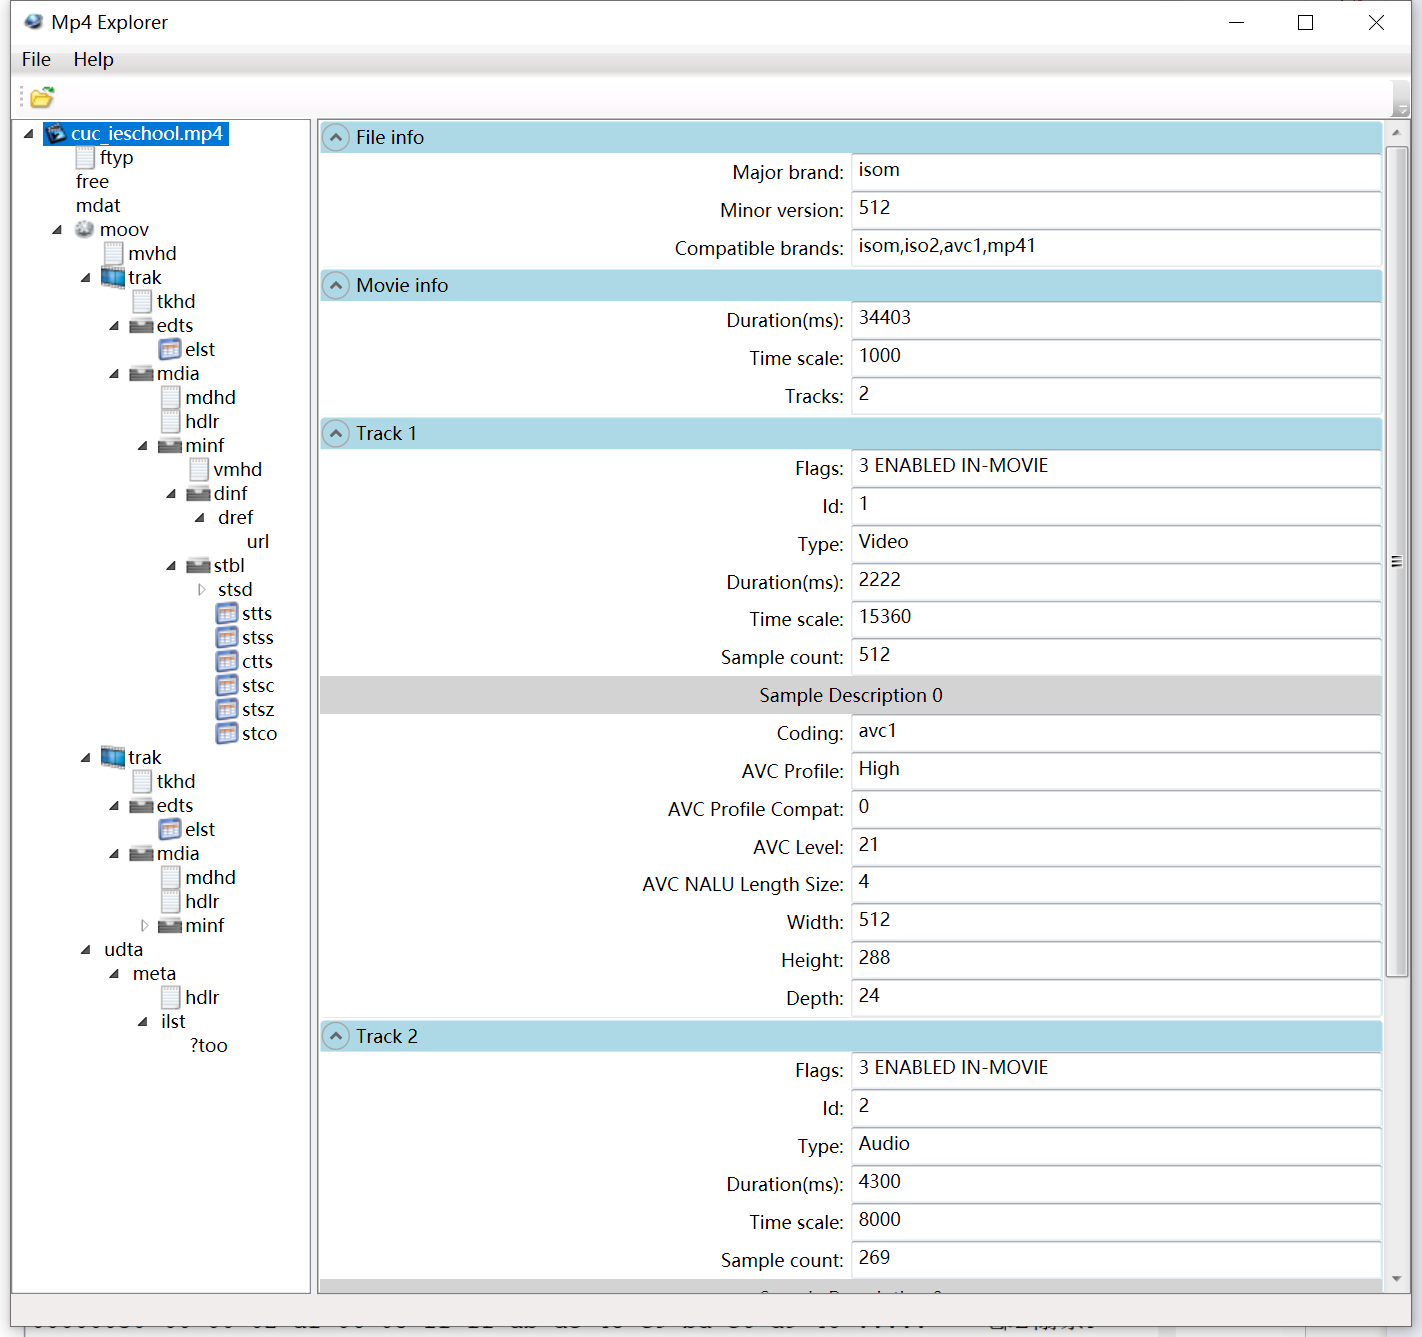 Mp4 Explorer
File Help
cuc_ieschool.mp4
ftyp
free
mdat
moov
mvhd
trak
tkhd
edts
elst
mdia
mdhd
hdlr
minf
vmhd
dinf
dref
url
stbl
stsd
stts
stss
ctts
stsc
stsz
stco
trak
tkhd
edts
elst
mdia
mdhd
hdlr
minf
udta
meta
hdlr
ilst
?too
File info
Major brand: isom
Minor version: 512
Compatible brands: isom,iso2,avc1,mp41
Movie info
Duration(ms): 34403
Time scale: 1000
Tracks: 2
Track 1
Flags: 3 ENABLED IN-MOVIE
Id: 1
Type: Video
Duration(ms): 2222
Time scale: 15360
Sample count: 512
Sample Description 0
Coding: avc1
AVC Profile: High
AVC Profile Compat: 0
AVC Level: 21
AVC NALU Length Size: 4
Width: 512
Height: 288
Depth: 24
Track 2
Flags: 3 ENABLED IN-MOVIE
Id: 2
Type: Audio
Duration(ms): 4300
Time scale: 8000
Sample count: 269